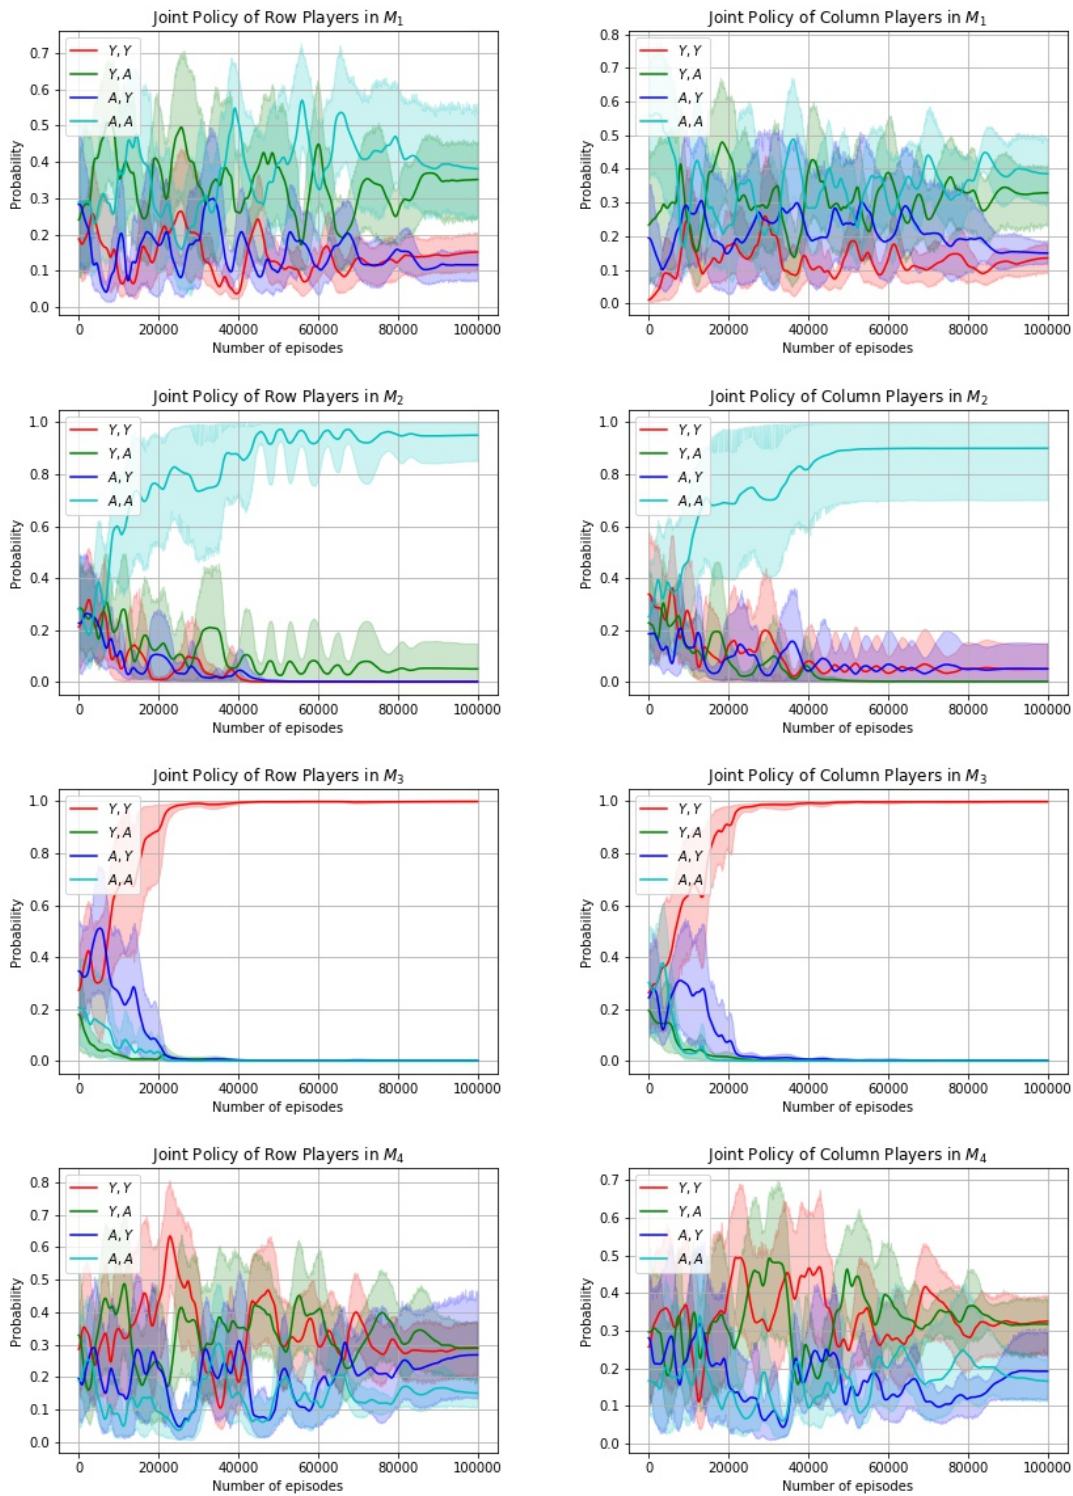 Joint Policy of Row Players in M1
Probability
0.7
0.6
0.5
0.4
0.3
0.2
0.1
0.0
Y, Y
Y, A
A, Y
A, A
0 20000 40000 60000 80000 100000
Number of episodes
Joint Policy of Column Players in M1
Probability
0.8
0.7
0.6
0.5
0.4
0.3
0.2
0.1
0.0
Y, Y
Y, A
A, Y
A, A
0 20000 40000 60000 80000 100000
Number of episodes
Joint Policy of Row Players in M2
Probability
1.0
0.8
0.6
0.4
0.2
0.0
Y, Y
Y, A
A, Y
A, A
0 20000 40000 60000 80000 100000
Number of episodes
Joint Policy of Column Players in M2
Probability
1.0
0.8
0.6
0.4
0.2
0.0
Y, Y
Y, A
A, Y
A, A
0 20000 40000 60000 80000 100000
Number of episodes
Joint Policy of Row Players in M3
Probability
1.0
0.8
0.6
0.4
0.2
0.0
Y, Y
Y, A
A, Y
A, A
0 20000 40000 60000 80000 100000
Number of episodes
Joint Policy of Column Players in M3
Probability
1.0
0.8
0.6
0.4
0.2
0.0
Y, Y
Y, A
A, Y
A, A
0 20000 40000 60000 80000 100000
Number of episodes
Joint Policy of Row Players in M4
Probability
0.8
0.7
0.6
0.5
0.4
0.3
0.2
0.1
0.0
Y, Y
Y, A
A, Y
A, A
0 20000 40000 60000 80000 100000
Number of episodes
Joint Policy of Column Players in M4
Probability
0.7
0.6
0.5
0.4
0.3
0.2
0.1
0.0
Y, Y
Y, A
A, Y
A, A
0 20000 40000 60000 80000 100000
Number of episodes